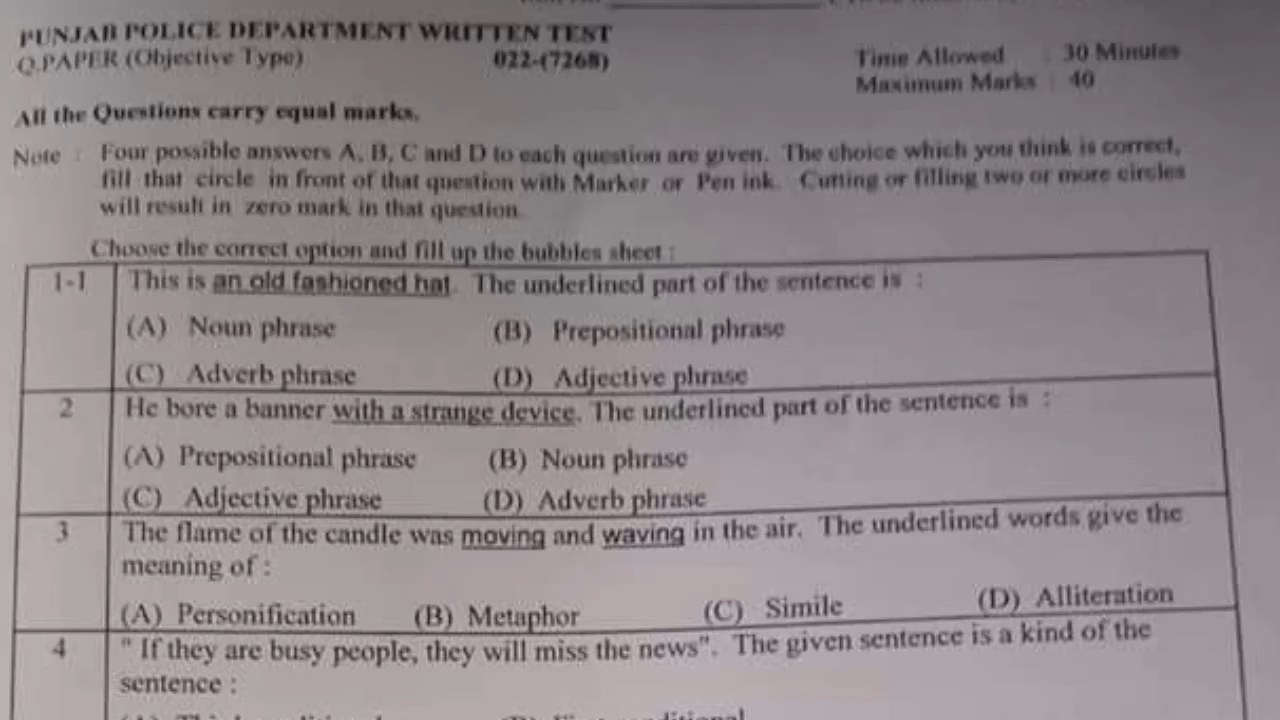 PUNJAB POLICE DEPARTMENT WRITTEN TEST
Q.PAPER (Objective Type) 022-(7268) Time Allowed : 30 Minutes
Maximum Marks : 40
All the Questions carry equal marks.
Note : Four possible answers A, B, C and D to each question are given. The choice which you think is correct,
fill that circle in front of that question with Marker or Pen ink. Cutting or filling two or more circles
will result in zero mark in that question.
Choose the correct option and fill up the bubbles sheet :
1-1 This is an old fashioned hat. The underlined part of the sentence is :
(A) Noun phrase (B) Prepositional phrase
(C) Adverb phrase (D) Adjective phrase
2 He bore a banner with a strange device. The underlined part of the sentence is :
(A) Prepositional phrase (B) Noun phrase
(C) Adjective phrase (D) Adverb phrase
3 The flame of the candle was moving and waving in the air. The underlined words give the
meaning of :
(A) Personification (B) Metaphor (C) Simile (D) Alliteration
4 " If they are busy people, they will miss the news". The given sentence is a kind of the
sentence :